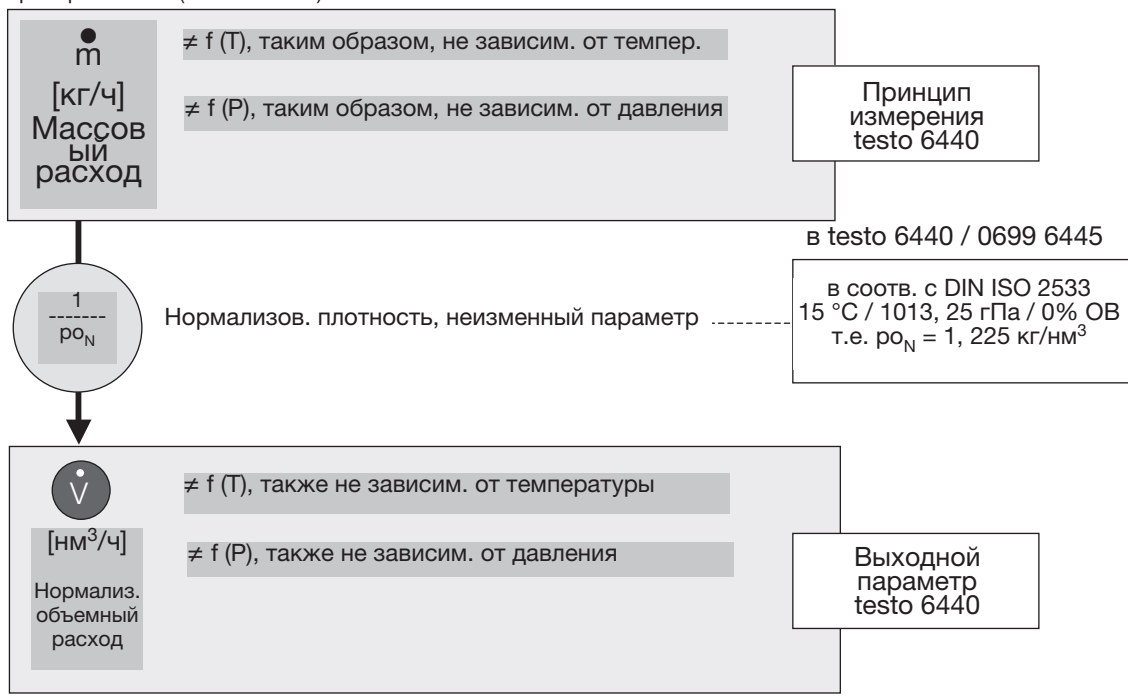 ṁ
[кг/ч]
Массов
ый
расход
≠ f (T), таким образом, не зависим. от темпер.
≠ f (P), таким образом, не зависим. от давления
Принцип
измерения
testo 6440
в testo 6440 / 0699 6445
1
-------
ро_N
Нормализов. плотность, неизменный параметр
в соотв. с DIN ISO 2533
15 °C / 1013, 25 гПа / 0% ОВ
т.е. ро_N = 1, 225 кг/нм³
V̇
[нм³/ч]
Нормализ.
объемный
расход
≠ f (T), также не зависим. от температуры
≠ f (P), также не зависим. от давления
Выходной
параметр
testo 6440